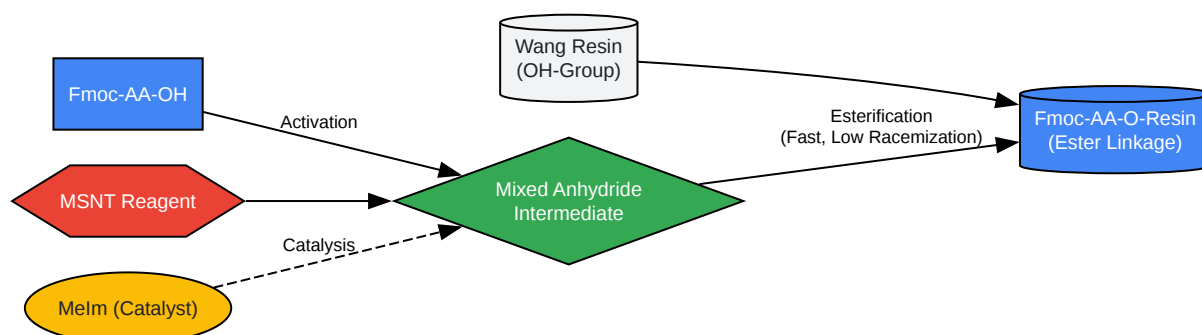 Wang Resin
(OH-Group)
Fmoc-AA-OH
Activation
Esterification
(Fast, Low Racemization)
Fmoc-AA-O-Resin
(Ester Linkage)
MSNT Reagent
Mixed Anhydride
Intermediate
Catalysis
MeIm (Catalyst)